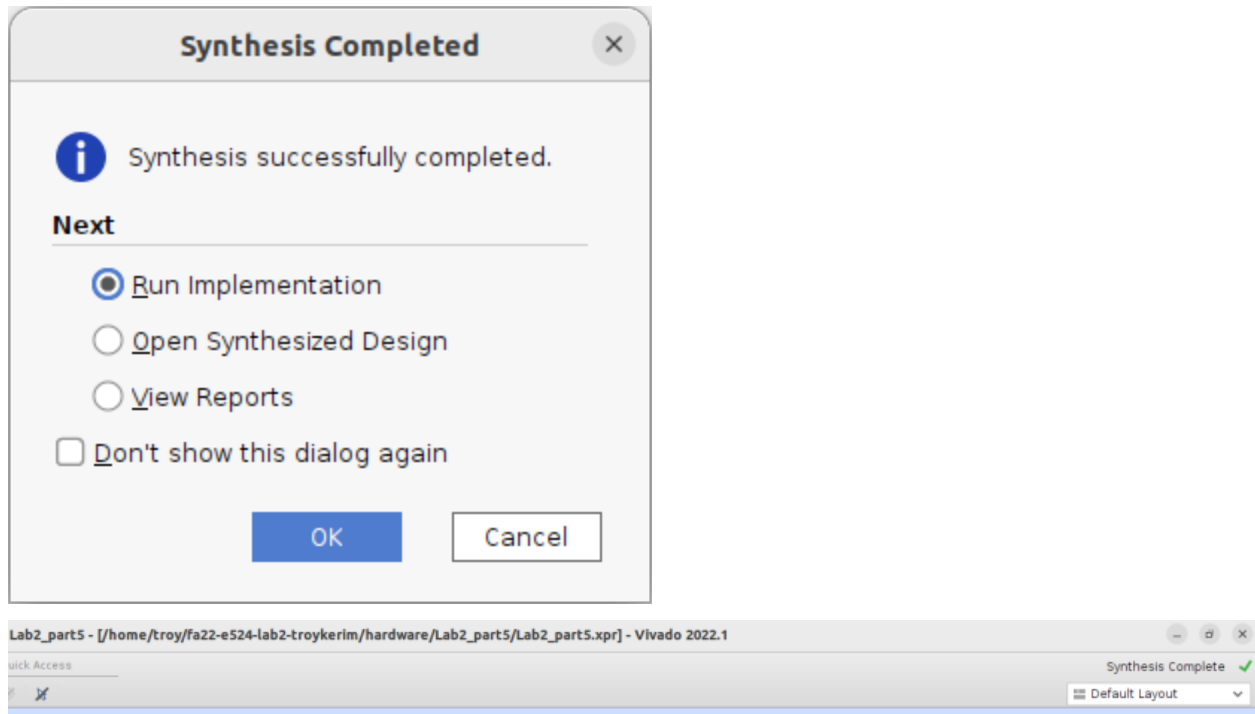 Synthesis Completed
Synthesis successfully completed.
Next
Run Implementation
Open Synthesized Design
View Reports
Don't show this dialog again
OK
Cancel
Lab2_part5 - [/home/troy/fa22-e524-lab2-troykerim/hardware/Lab2_part5/Lab2_part5.xpr] - Vivado 2022.1
uick Access
Synthesis Complete
Default Layout